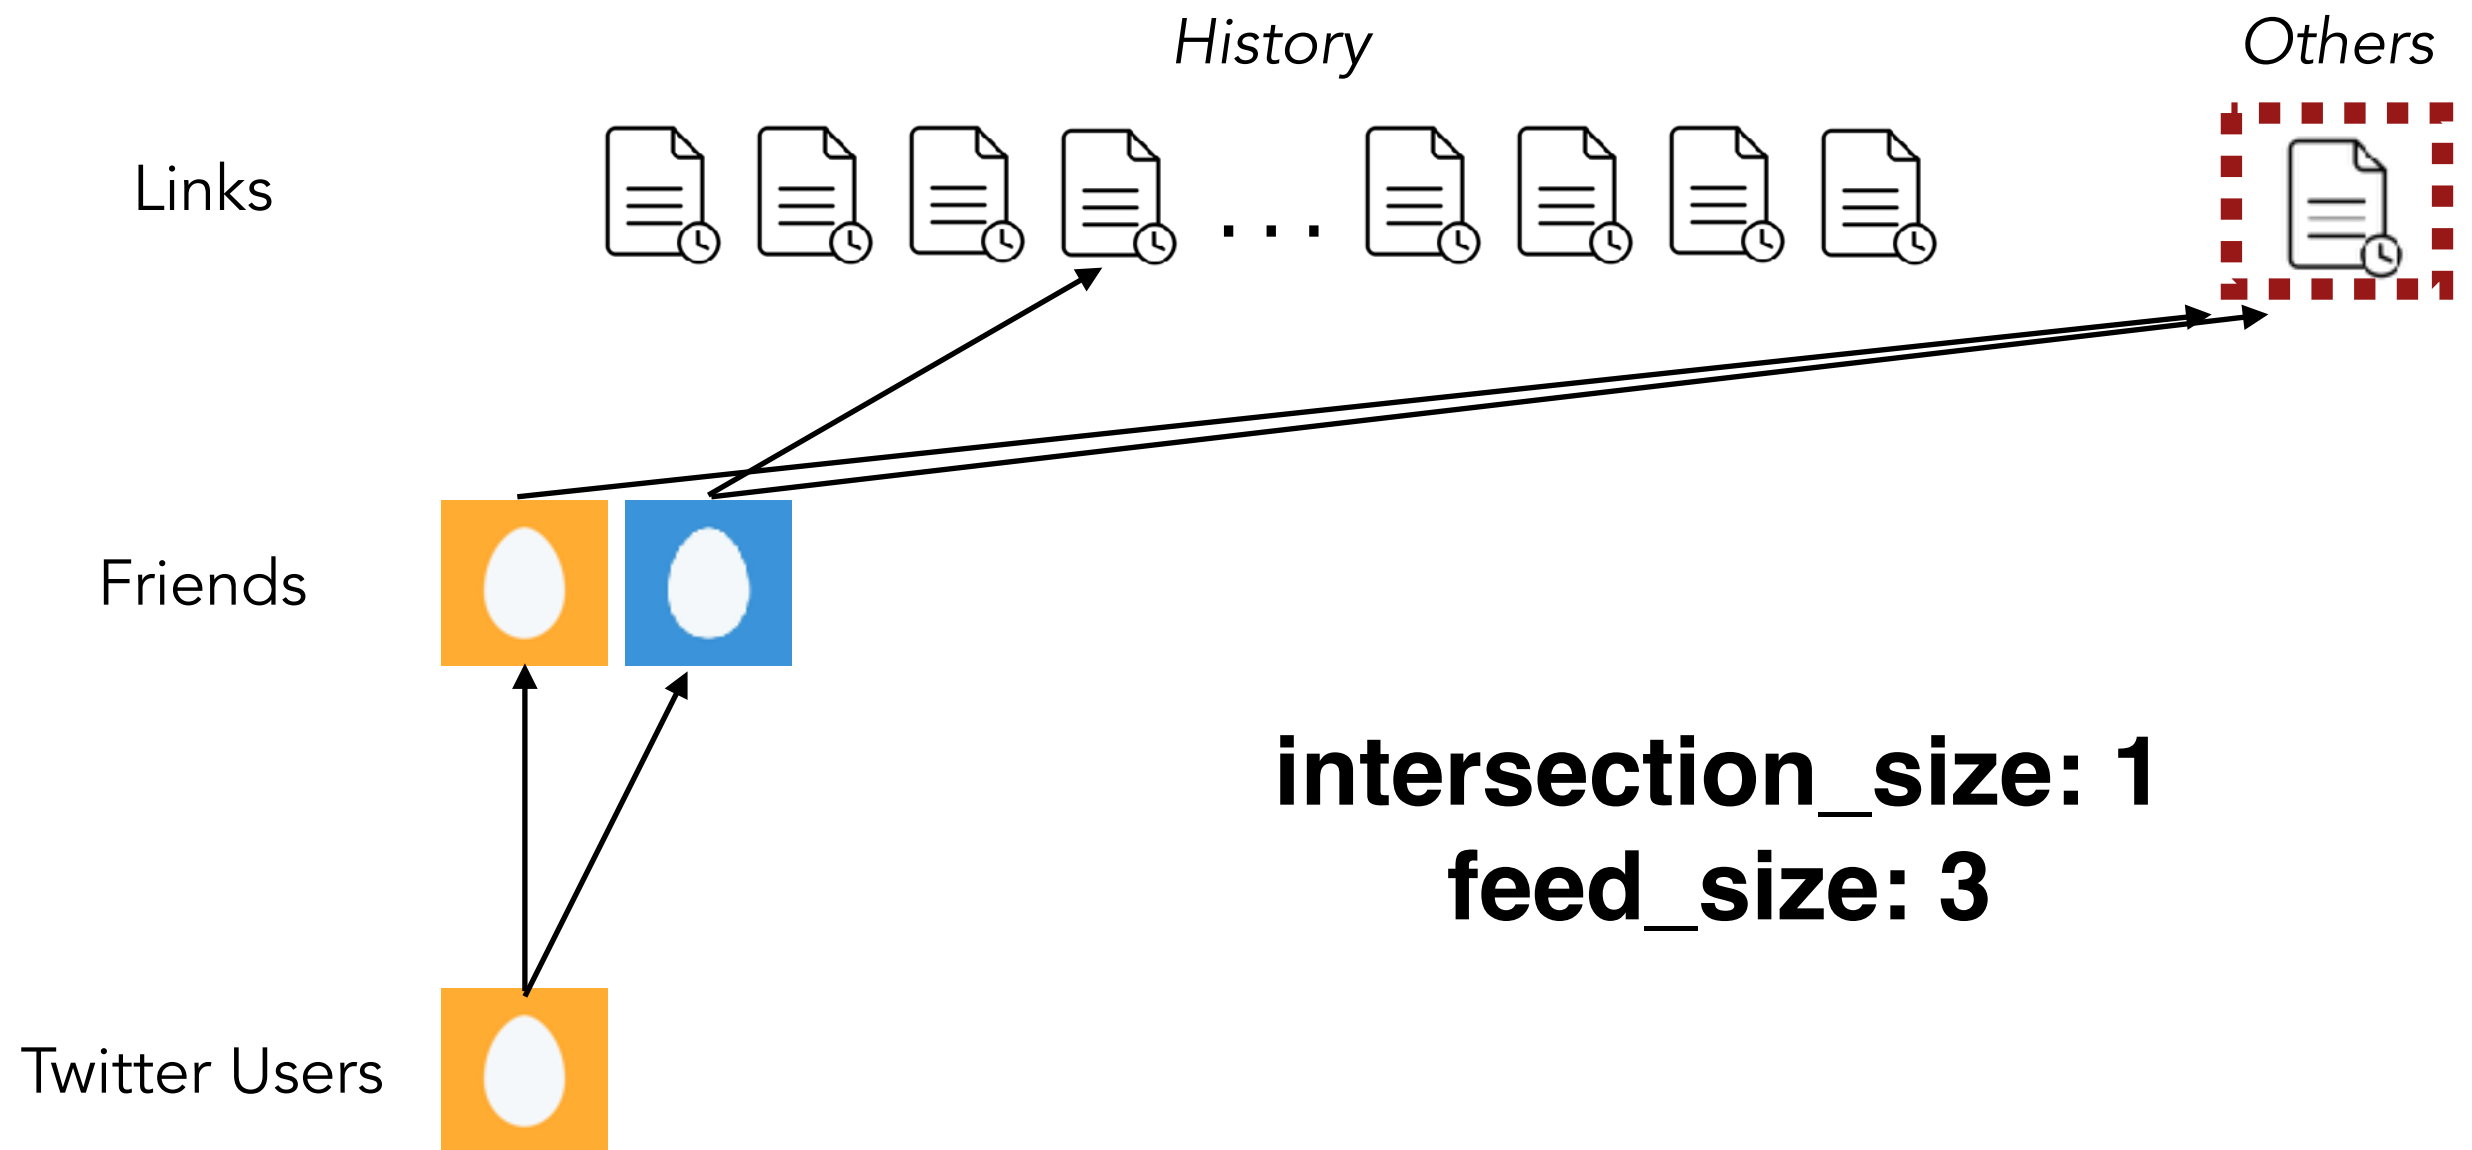 History
Others
Links
. . .
Friends
intersection_size: 1
feed_size: 3
Twitter Users